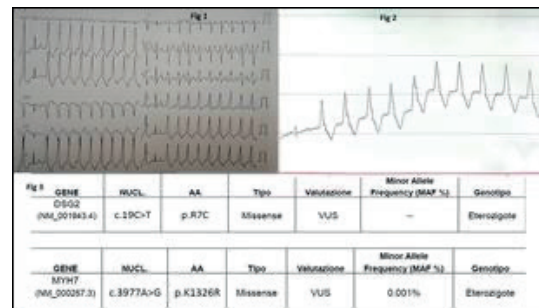 Fig 1
Fig 2
Fig 3
GENE NUCL. AA Tipo Valutazione Minor Allele Frequency (MAF %) Genotipo
DSG2 (NM_001943.4) c.19C>T p.R7C Missense VUS -- Eterozigote
GENE NUCL. AA Tipo Valutazione Minor Allele Frequency (MAF %) Genotipo
MYH7 (NM_000257.3) c.3977A>G p.K1326R Missense VUS 0.001% Eterozigote